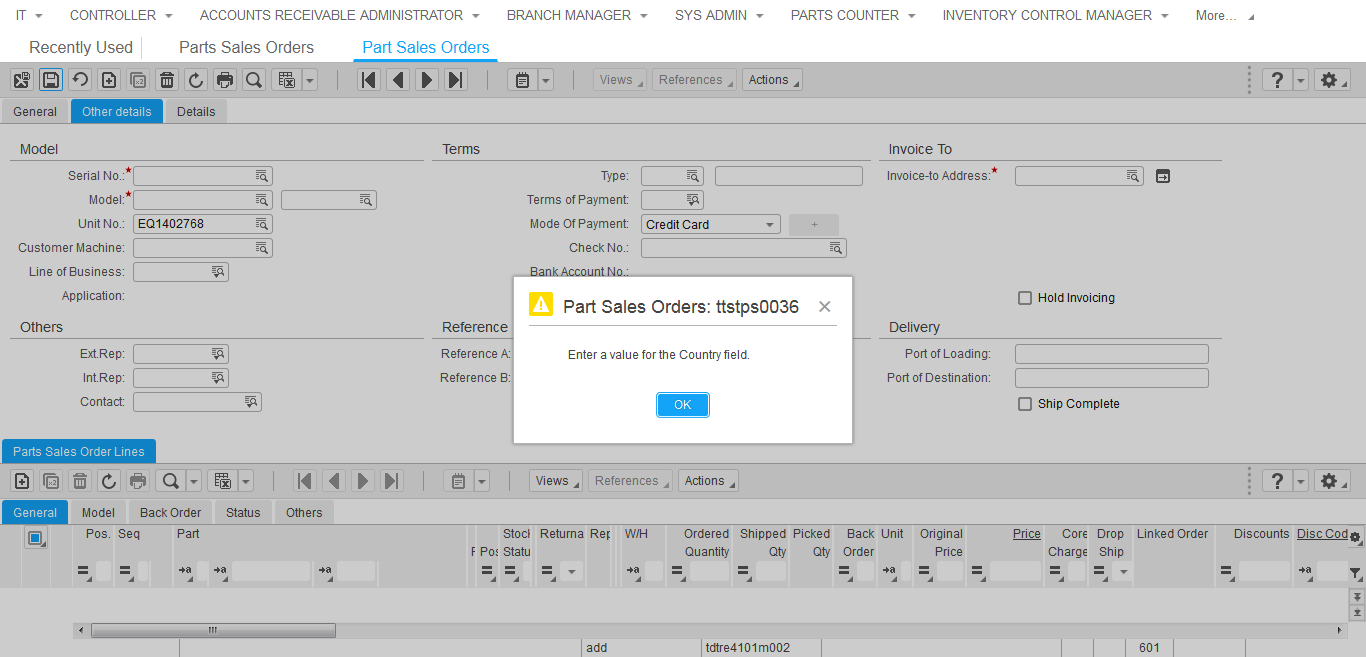 IT CONTROLLER ACCOUNTS RECEIVABLE ADMINISTRATOR BRANCH MANAGER SYS ADMIN PARTS COUNTER INVENTORY CONTROL MANAGER More...
Recently Used Parts Sales Orders Part Sales Orders
Views References Actions ?
General Other details Details
Model Terms Invoice To
Serial No.:* Type: Invoice-to Address:*
Model:* Terms of Payment:
Unit No.: EQ1402768 Mode Of Payment: Credit Card +
Customer Machine: Check No.:
Line of Business: Bank Account No.:
Application: Hold Invoicing
Part Sales Orders: ttstps0036
Others Reference Delivery
Ext.Rep: Reference A: Enter a value for the Country field. Port of Loading:
Int.Rep: Reference B: Port of Destination:
Contact: OK Ship Complete
Parts Sales Order Lines
Views References Actions ?
General Model Back Order Status Others
Pos. Seq Part F Pos Stock Statu Returna Rep W/H Ordered Quantity Shipped Qty Picked Qty Back Order Unit Original Price Price Core Charge Drop Ship Linked Order Discounts Disc Cod
add tdtre4101m002 601